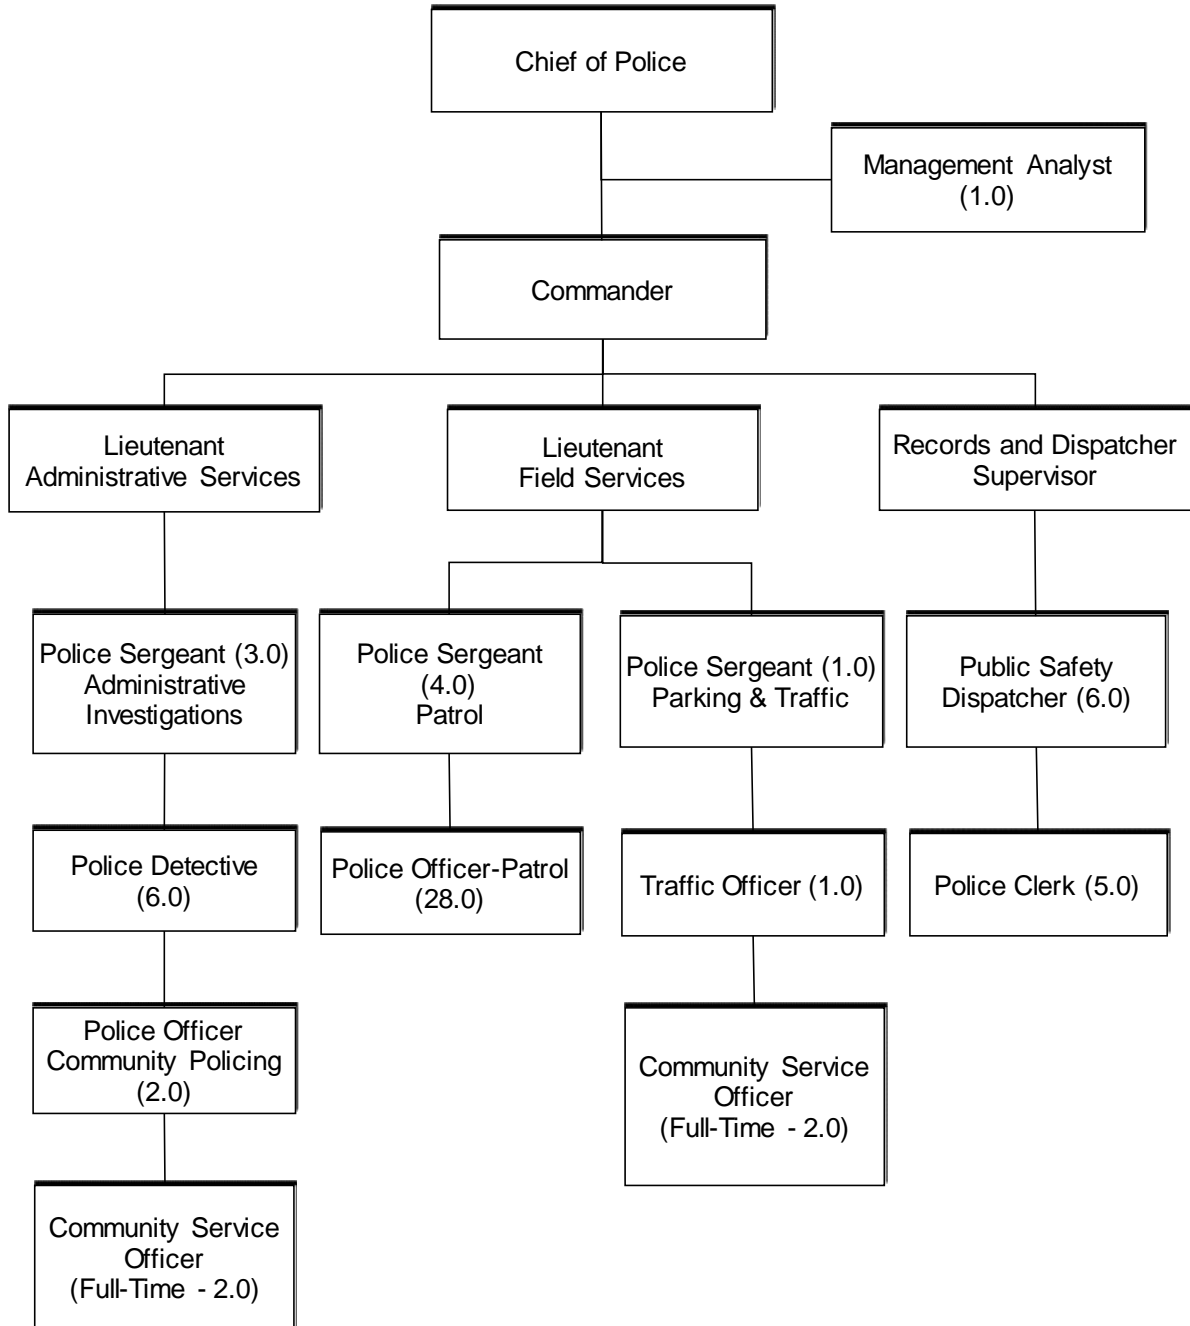 Chief of Police
Management Analyst
(1.0)
Commander
Lieutenant
Administrative Services
Lieutenant
Field Services
Records and Dispatcher
Supervisor
Police Sergeant (3.0)
Administrative
Investigations
Police Sergeant
(4.0)
Patrol
Police Sergeant (1.0)
Parking & Traffic
Public Safety
Dispatcher (6.0)
Police Detective
(6.0)
Police Officer-Patrol
(28.0)
Traffic Officer (1.0)
Police Clerk (5.0)
Police Officer
Community Policing
(2.0)
Community Service
Officer
(Full-Time - 2.0)
Community Service
Officer
(Full-Time - 2.0)